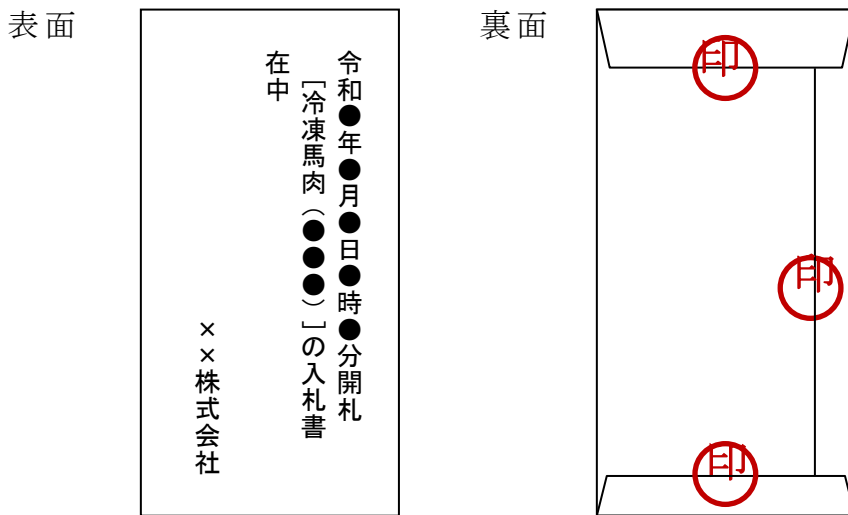 表面
令和●年●月●日●時●分開札
［冷凍馬肉（●●●）］の入札書
在中
××株式会社
裏面
印
印
印